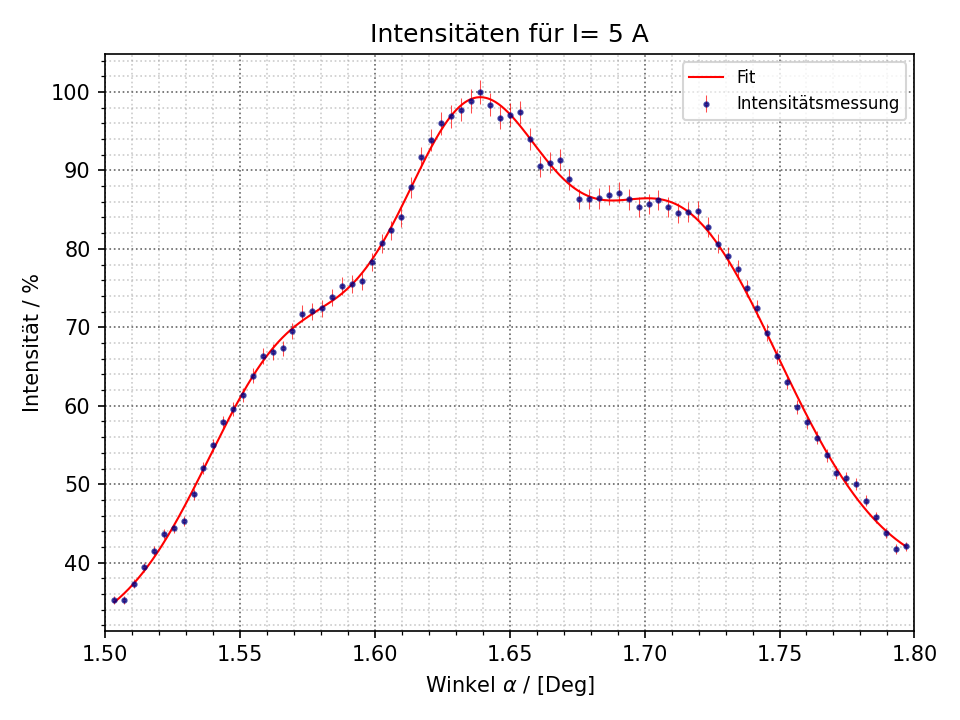 Intensitäten für I= 5 A
Fit
Intensitätsmessung
Intensität / %
100
90
80
70
60
50
40
1.50 1.55 1.60 1.65 1.70 1.75 1.80
Winkel α / [Deg]